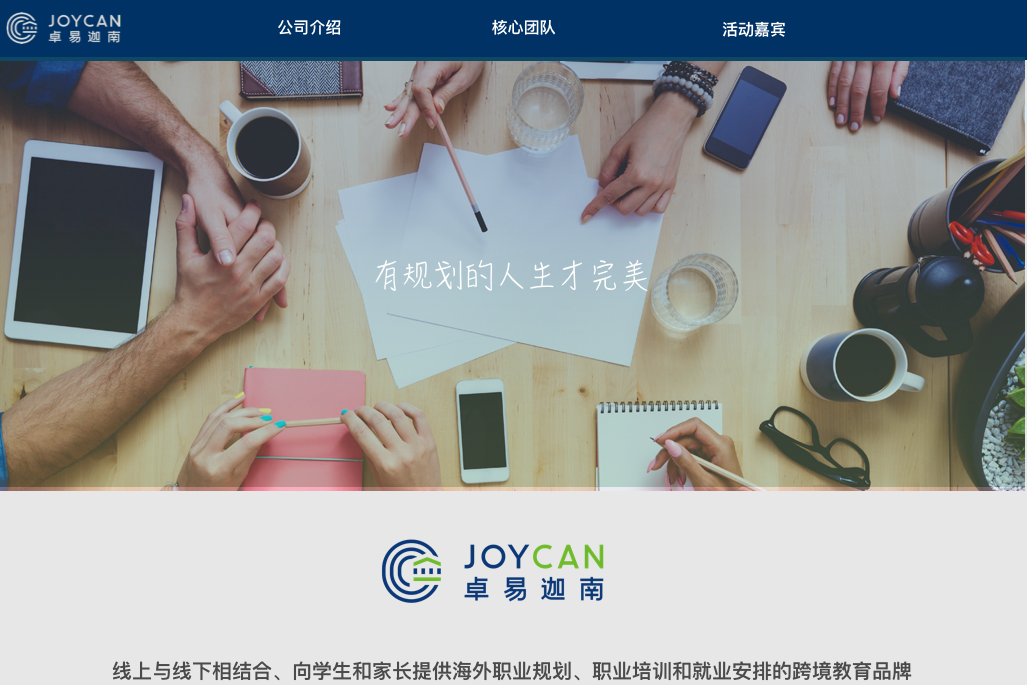 JOYCAN
卓易迦南
公司介绍
核心团队
活动嘉宾
有规划的人生才完美
JOYCAN
卓易迦南
线上与线下相结合、向学生和家长提供海外职业规划、职业培训和就业安排的跨境教育品牌